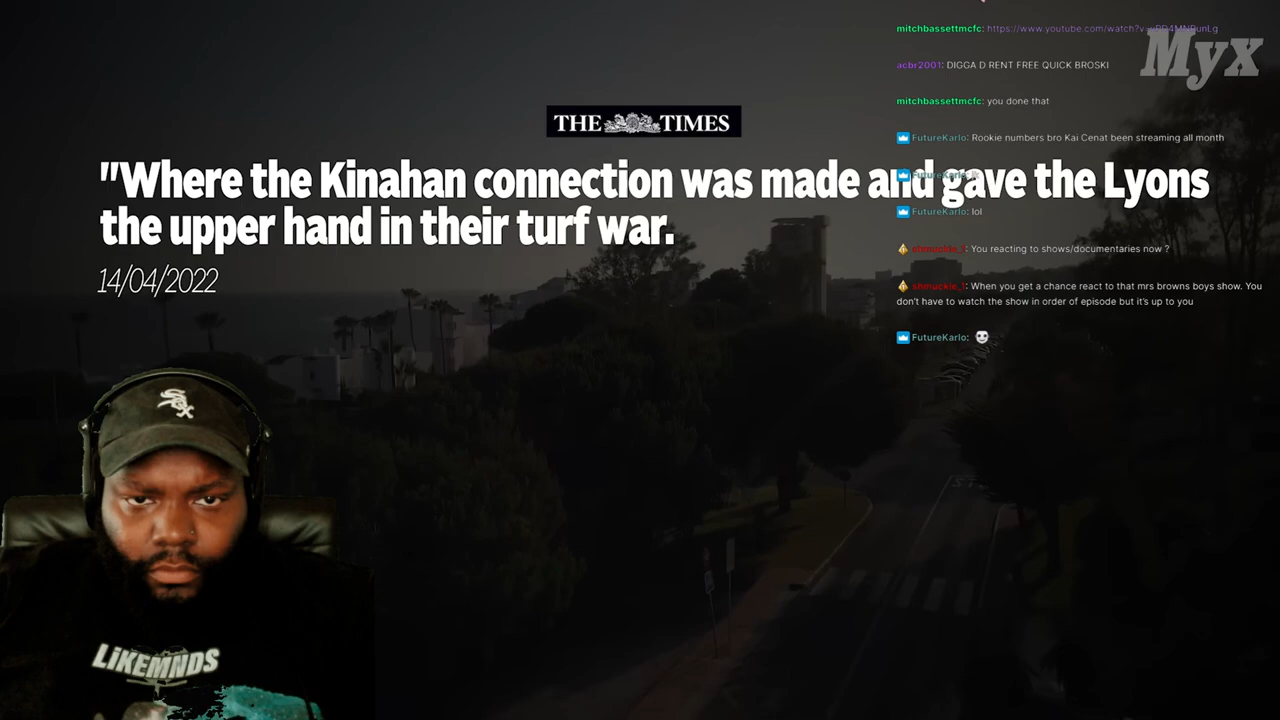 mitchbassettmcfc: https://www.youtube.com/watch?v=
Myx
acbr2001: DIGGA D RENT FREE QUICK BROSKI
mitchbassettmcfc: you done that
THE TIMES
FutureKarlo: Rookie numbers bro Kai Cenat been streaming all month
"Where the Kinahan connection was made and gave the Lyons
FutureKarlo:
the upper hand in their turf war.
FutureKarlo: lol
14/04/2022
You reacting to shows/documentaries now ?
shmuckie_1: When you get a chance react to that mrs browns boys show. You
don't have to watch the show in order of episode but it's up to you
FutureKarlo:
Sox
LIKEMNDS